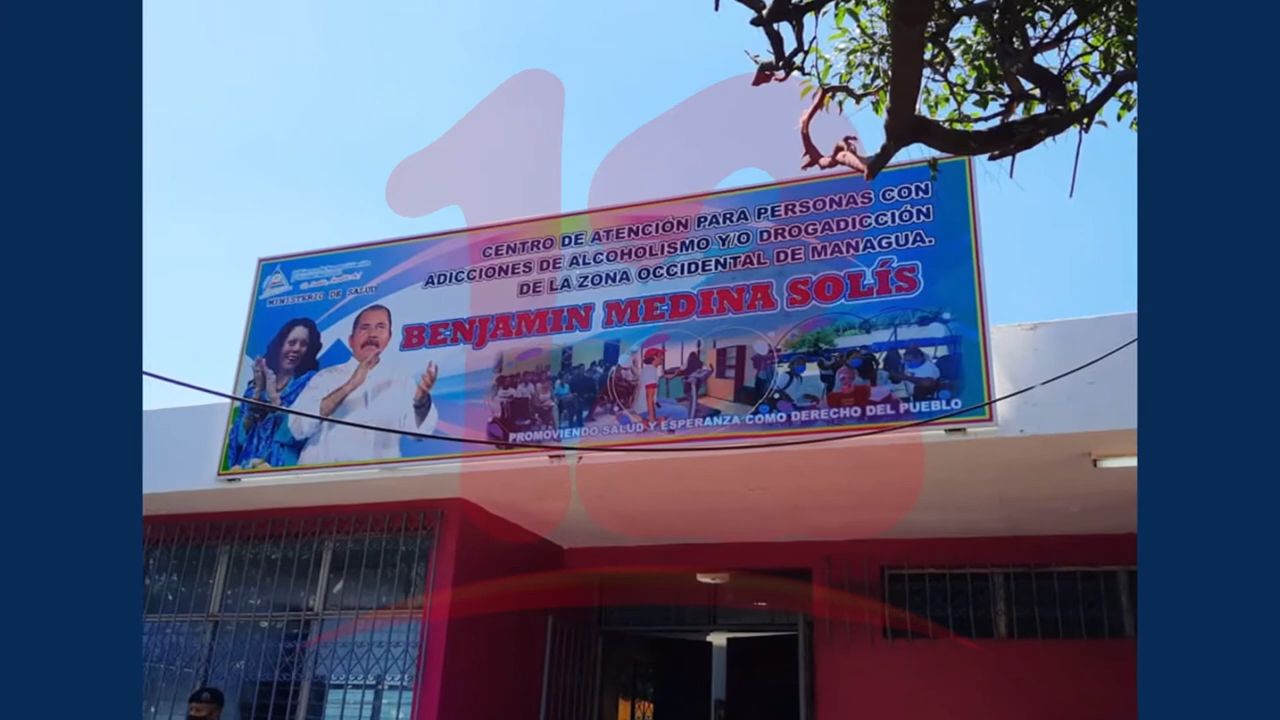 MINISTERIO DE SALUD
CENTRO DE ATENCIÓN PARA PERSONAS CON
ADICCIONES DE ALCOHOLISMO Y/O DROGADICCIÓN
DE LA ZONA OCCIDENTAL DE MANAGUA.
BENJAMIN MEDINA SOLÍS
PROMOVIENDO SALUD Y ESPERANZA COMO DERECHO DEL PUEBLO